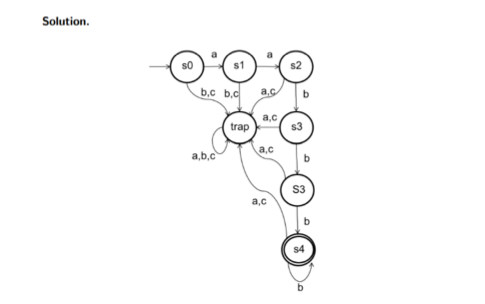 Solution.
a a
s0 s1 s2
b,c b,c a,c b
trap a,c s3
a,b,c a,c b
S3
a,c b
s4
b